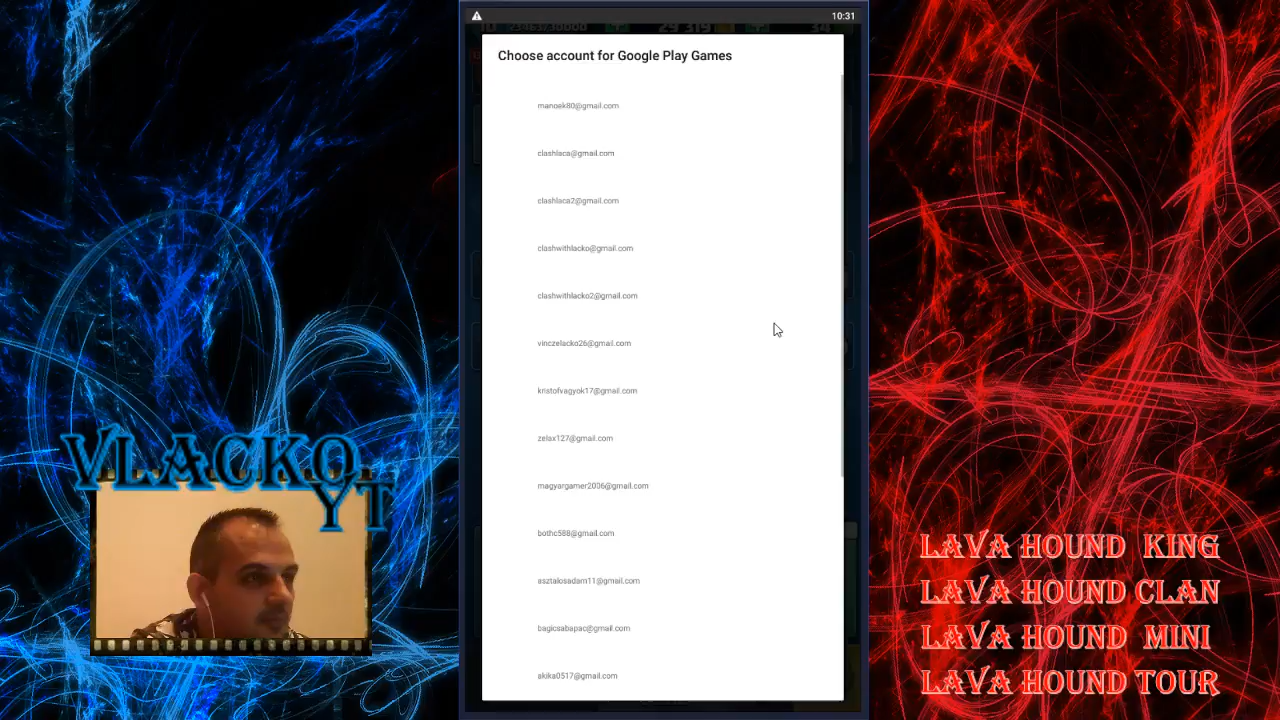 10:31
Choose account for Google Play Games
manoek80@gmail.com
clashlaca@gmail.com
clashlaca2@gmail.com
clashwithlacko@gmail.com
clashwithlacko2@gmail.com
vinczelacko26@gmail.com
kristofvagyok17@gmail.com
zelax127@gmail.com
magyargamer2006@gmail.com
bothc588@gmail.com
asztalosadam11@gmail.com
bagicsabapac@gmail.com
akika0517@gmail.com
VLACKO
YT
LAVA HOUND KING
LAVA HOUND CLAN
LAVA HOUND MINI
LAVA HOUND TOUR